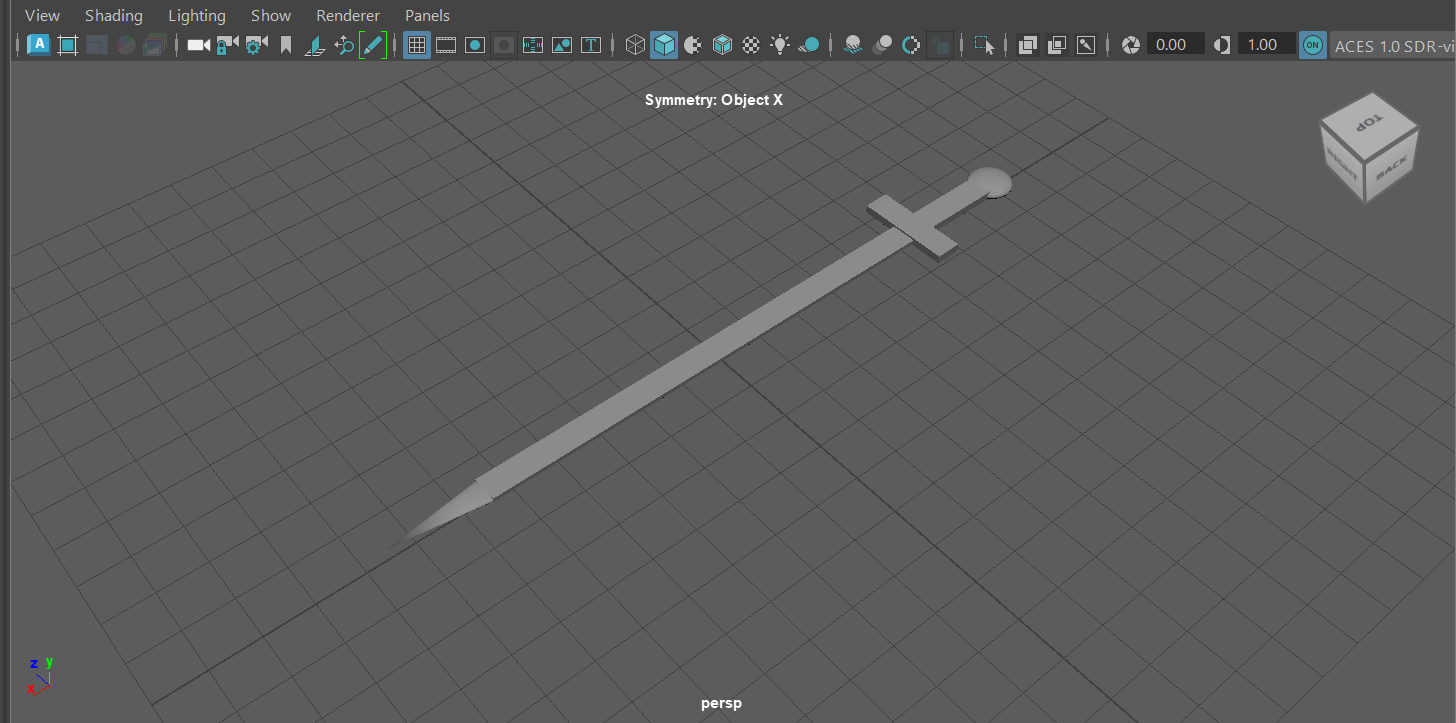 View Shading Lighting Show Renderer Panels
A T 0.00 1.00 ON ACES 1.0 SDR-vi
Symmetry: Object X
TOP
RIGHT BACK
z y
x
persp